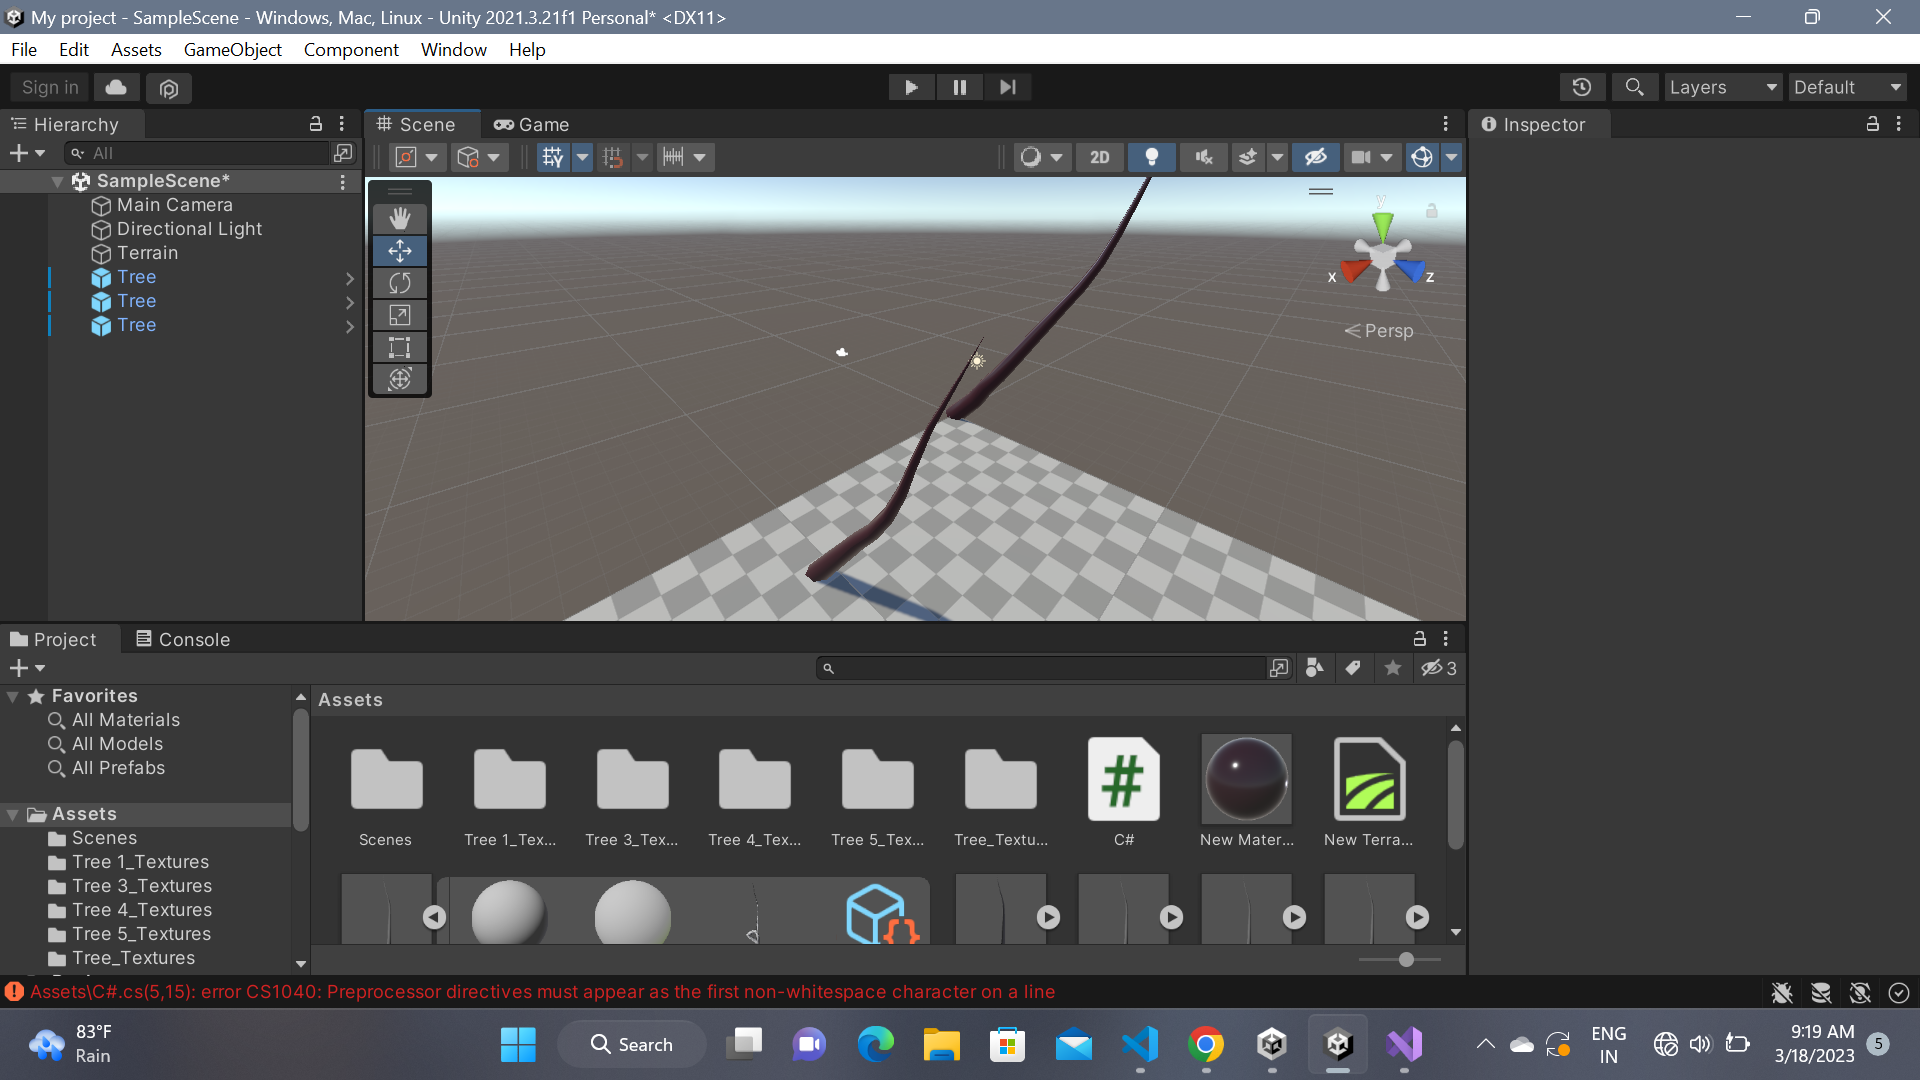 My project - SampleScene - Windows, Mac, Linux - Unity 2021.3.21f1 Personal* <DX11>
File Edit Assets GameObject Component Window Help
Sign in
Layers
Default
Hierarchy
Scene
Game
Inspector
All
2D
SampleScene*
Main Camera
Directional Light
Terrain
Tree
Tree
Tree
y
x
z
Persp
Project
Console
3
Favorites
All Materials
All Models
All Prefabs
Assets
Scenes
Tree 1_Textures
Tree 3_Textures
Tree 4_Textures
Tree 5_Textures
Tree_Textures
Assets
Scenes
Tree 1_Tex...
Tree 3_Tex...
Tree 4_Tex...
Tree 5_Tex...
Tree_Textu...
C#
New Mater...
New Terra...
Assets\C#.cs(5,15): error CS1040: Preprocessor directives must appear as the first non-whitespace character on a line
83°F
Rain
Search
ENG
IN
9:19 AM
3/18/2023
5